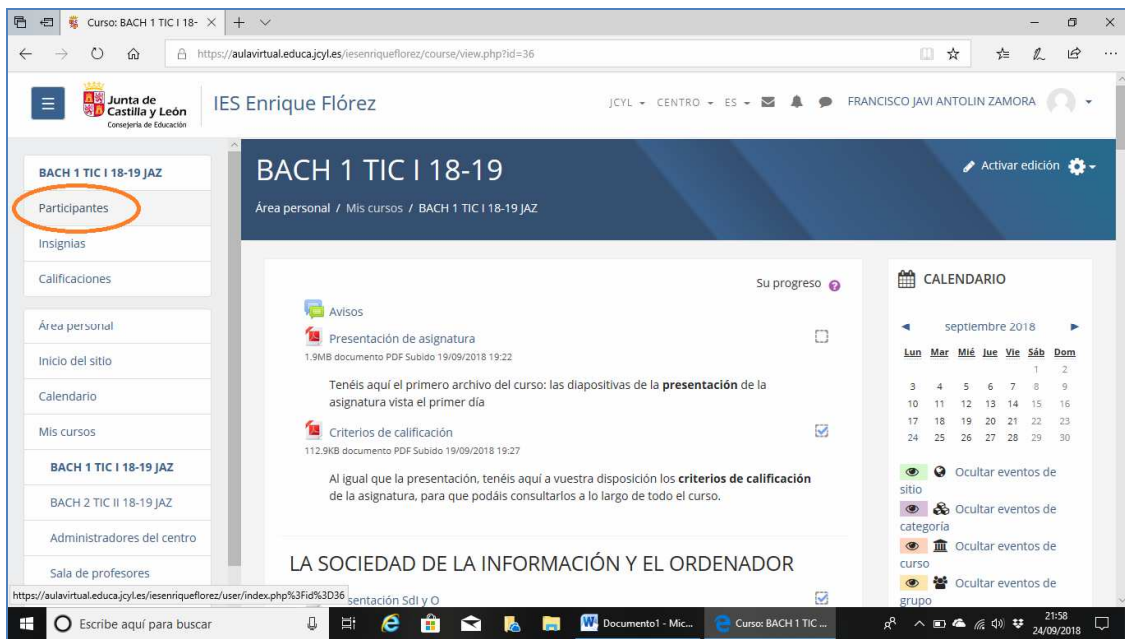 Curso: BACH 1 TIC I 18-
https://aulavirtual.educa.jcyl.es/iesenriqueflorez/course/view.php?id=36
Junta de
Castilla y León
Consejería de Educación
IES Enrique Flórez
JCYL CENTRO ES FRANCISCO JAVI ANTOLIN ZAMORA
BACH 1 TIC I 18-19 JAZ
Participantes
Insignias
Calificaciones
Área personal
Inicio del sitio
Calendario
Mis cursos
BACH 1 TIC I 18-19 JAZ
BACH 2 TIC II 18-19 JAZ
Administradores del centro
Sala de profesores
https://aulavirtual.educa.jcyl.es/iesenriqueflorez/user/index.php%3Fid%3D36
BACH 1 TIC I 18-19
Activar edición
Área personal / Mis cursos / BACH 1 TIC I 18-19 JAZ
Su progreso
Avisos
Presentación de asignatura
1.9MB documento PDF Subido 19/09/2018 19:22
Tenéis aquí el primero archivo del curso: las diapositivas de la presentación de la
asignatura vista el primer día
Criterios de calificación
112.9KB documento PDF Subido 19/09/2018 19:27
Al igual que la presentación, tenéis aquí a vuestra disposición los criterios de calificación
de la asignatura, para que podáis consultarlos a lo largo de todo el curso.
LA SOCIEDAD DE LA INFORMACIÓN Y EL ORDENADOR
sentación SdI y O
CALENDARIO
septiembre 2018
Lun Mar Mié Jue Vie Sáb Dom
1 2
3 4 5 6 7 8 9
10 11 12 13 14 15 16
17 18 19 20 21 22 23
24 25 26 27 28 29 30
Ocultar eventos de
sitio
Ocultar eventos de
categoría
Ocultar eventos de
curso
Ocultar eventos de
grupo
Escribe aquí para buscar
Documento1 - Mic...
Curso: BACH 1 TIC ...
21:58
24/09/2018